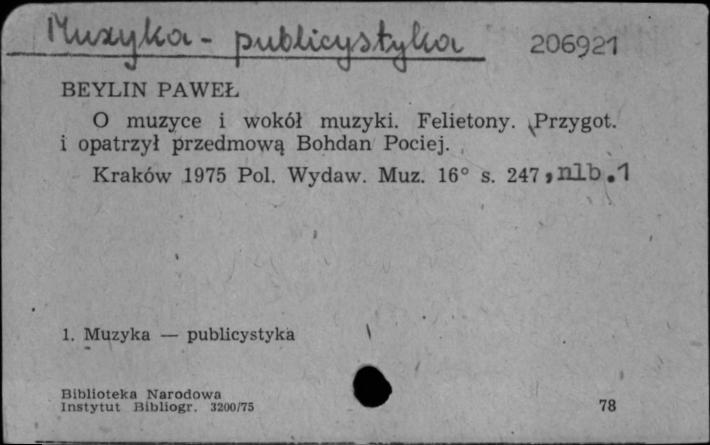 Muzyka - publicystyka 206921
BEYLIN PAWEŁ
O muzyce i wokół muzyki. Felietony. Przygot.
i opatrzył przedmową Bohdan Pociej.
Kraków 1975 Pol. Wydaw. Muz. 16° s. 247, nlb.1
1. Muzyka — publicystyka
Biblioteka Narodowa
Instytut Bibliogr. 3200/75 78